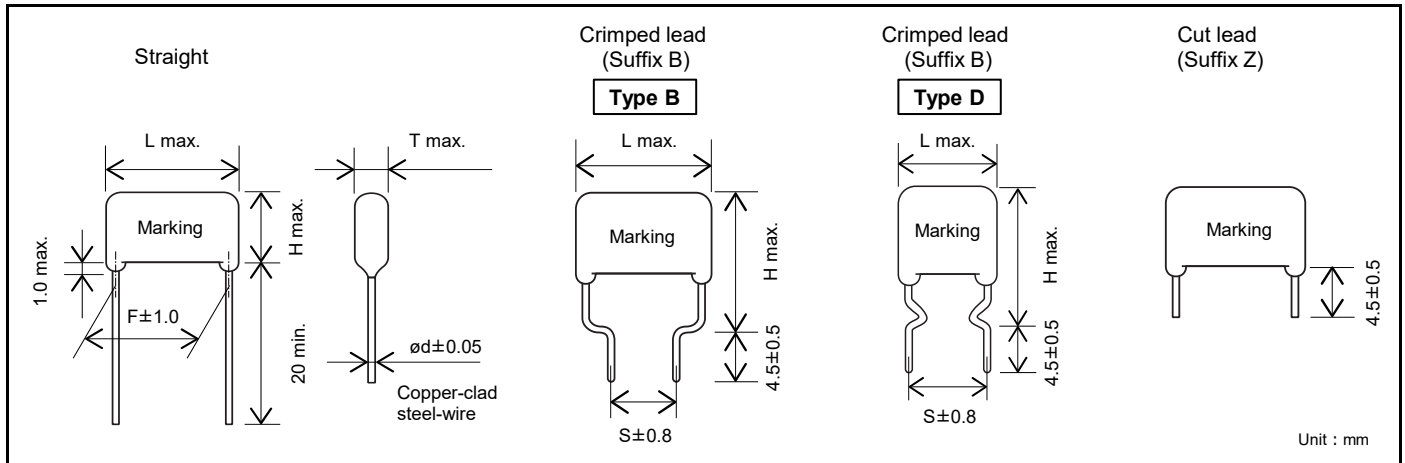 Straight
L max.
T max.
Marking
H max.
1.0 max.
F±1.0
20 min.
ød±0.05
Copper-clad
steel-wire
Crimped lead
(Suffix B)
Type B
L max.
Marking
H max.
4.5±0.5
S±0.8
Crimped lead
(Suffix B)
Type D
L max.
Marking
H max.
4.5±0.5
S±0.8
Cut lead
(Suffix Z)
Marking
4.5±0.5
Unit : mm